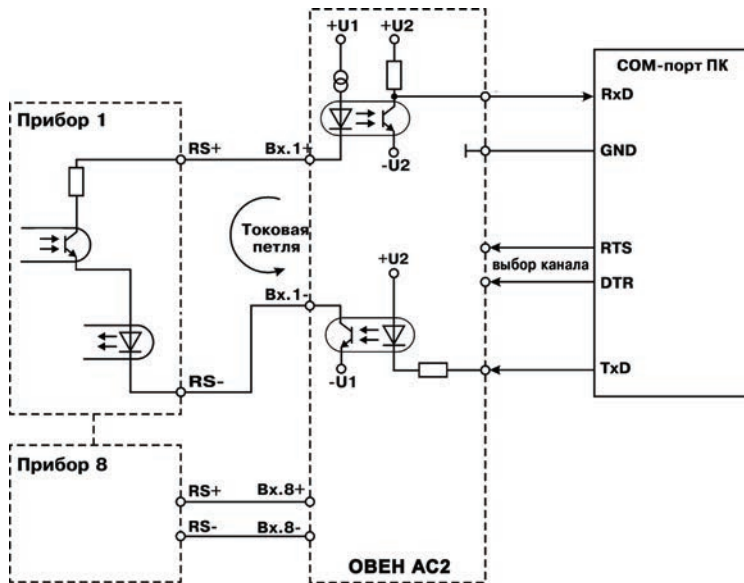 +U1
+U2
COM-порт ПК
RxD
Прибор 1
RS+
Вх.1+
-U2
GND
Токовая
петля
+U2
RTS
выбор канала
DTR
Вх.1-
-U1
TxD
RS-
Прибор 8
RS+
Вх.8+
RS-
Вх.8-
ОВЕН АС2